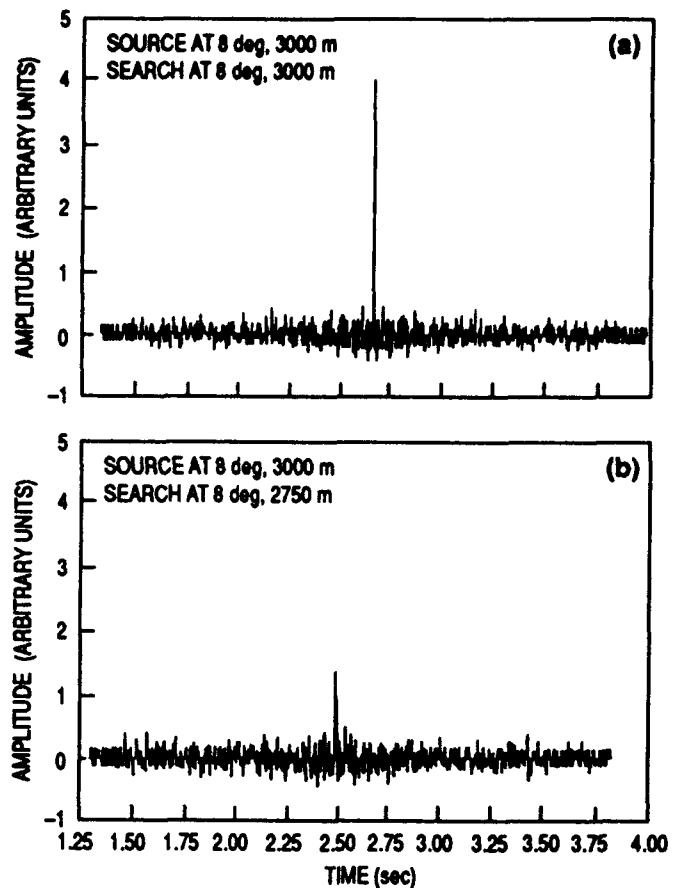 5
SOURCE AT 8 deg, 3000 m
(a)
SEARCH AT 8 deg, 3000 m
4
3
2
1
0
-1
AMPLITUDE (ARBITRARY UNITS)
5
SOURCE AT 8 deg, 3000 m
(b)
SEARCH AT 8 deg, 2750 m
4
3
2
1
0
-1
AMPLITUDE (ARBITRARY UNITS)
1.25 1.50 1.75 2.00 2.25 2.50 2.75 3.00 3.25 3.50 3.75 4.00
TIME (sec)